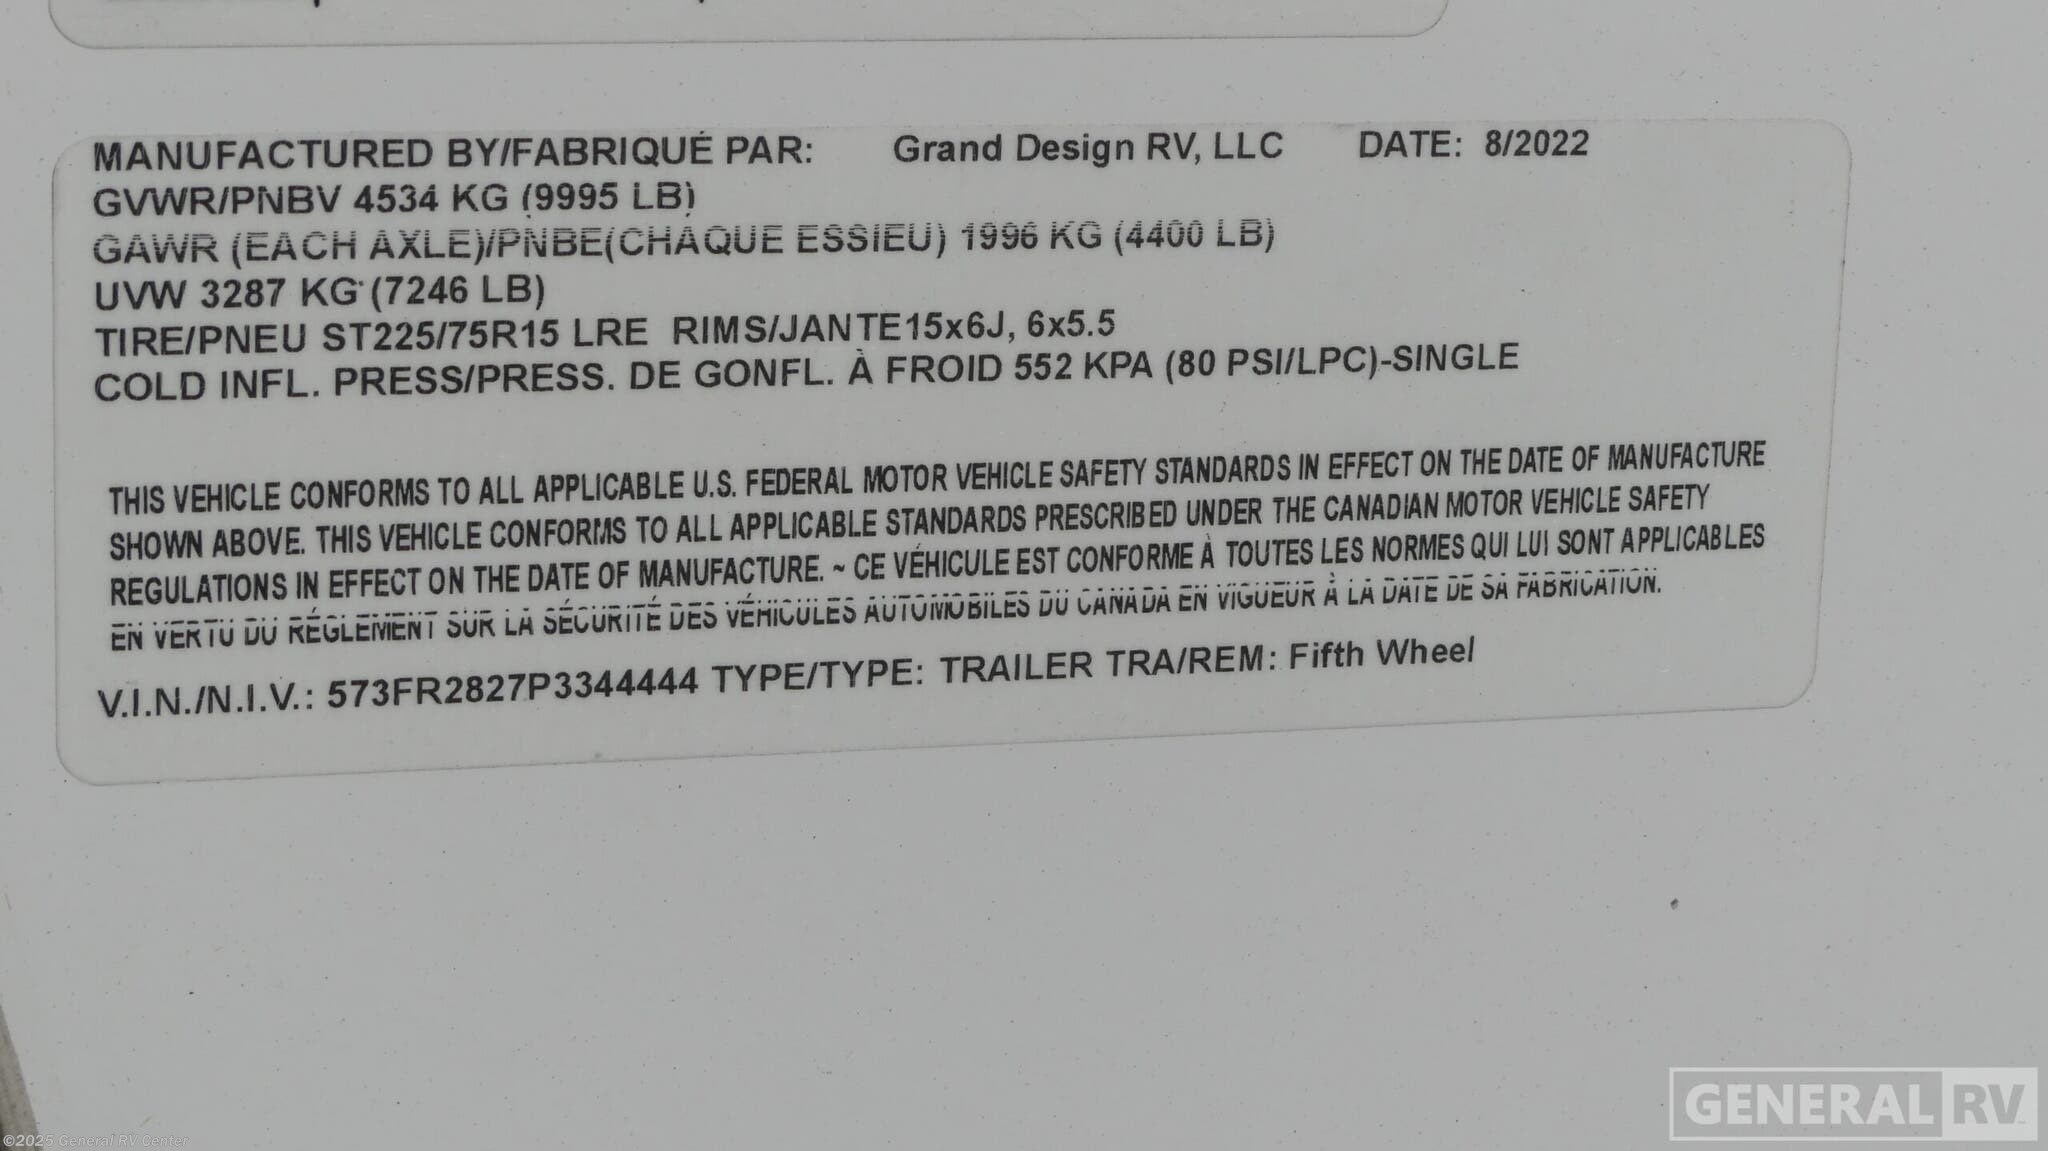 MANUFACTURED BY/FABRIQUÉ PAR: Grand Design RV, LLC DATE: 8/2022
GVWR/PNBV 4534 KG (9995 LB)
GAWR (EACH AXLE)/PNBE(CHAQUE ESSIEU) 1996 KG (4400 LB)
UVW 3287 KG (7246 LB)
TIRE/PNEU ST225/75R15 LRE RIMS/JANTE15x6J, 6x5.5
COLD INFL. PRESS/PRESS. DE GONFL. À FROID 552 KPA (80 PSI/LPC)-SINGLE
THIS VEHICLE CONFORMS TO ALL APPLICABLE U.S. FEDERAL MOTOR VEHICLE SAFETY STANDARDS IN EFFECT ON THE DATE OF MANUFACTURE
SHOWN ABOVE. THIS VEHICLE CONFORMS TO ALL APPLICABLE STANDARDS PRESCRIBED UNDER THE CANADIAN MOTOR VEHICLE SAFETY
REGULATIONS IN EFFECT ON THE DATE OF MANUFACTURE. ~ CE VÉHICULE EST CONFORME À TOUTES LES NORMES QUI LUI SONT APPLICABLES
EN VERTU DU RÉGLEMENT SUR LA SÉCURITÉ DES VÉHICULES AUTOMOBILES DU CANADA EN VIGUEUR À LA DATE DE SA FABRICATION.
V.I.N./N.I.V.: 573FR2827P3344444 TYPE/TYPE: TRAILER TRA/REM: Fifth Wheel
GENERAL RV
©2025 General RV Center